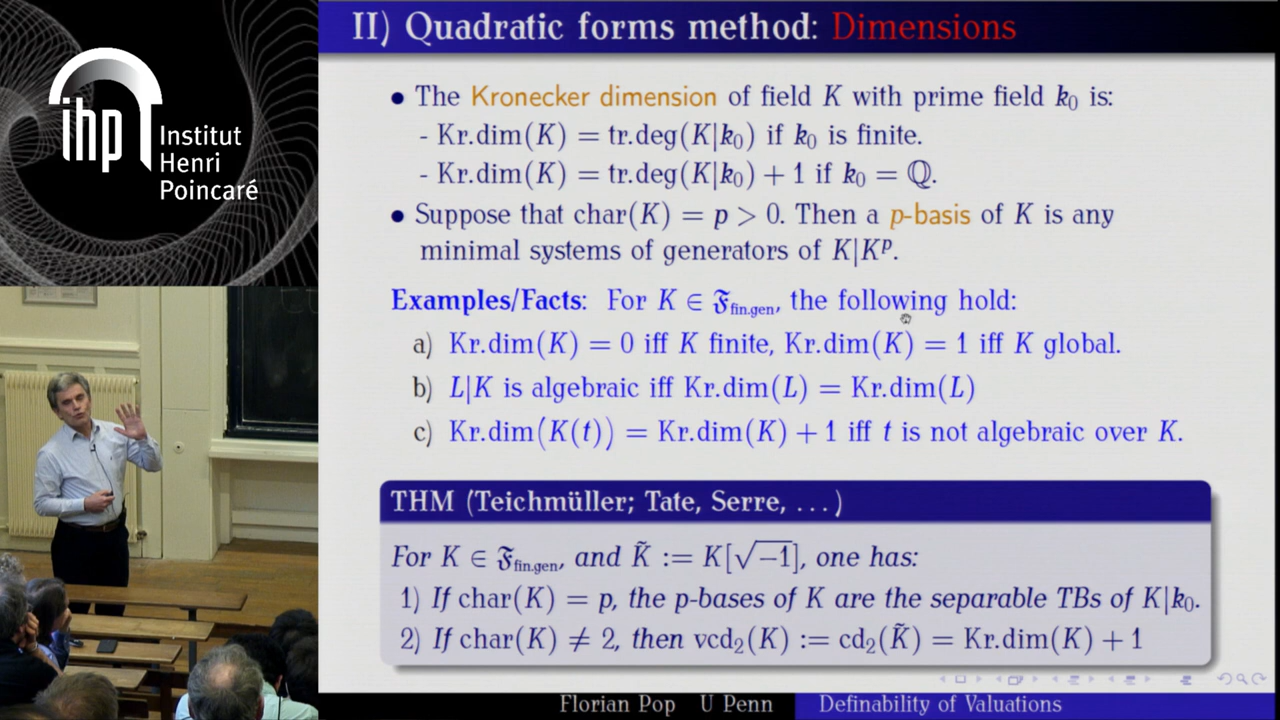 ihp
Institut
Henri
Poincaré
II) Quadratic forms method: Dimensions
• The Kronecker dimension of field K with prime field k₀ is:
- Kr.dim(K) = tr.deg(K|k₀) if k₀ is finite.
- Kr.dim(K) = tr.deg(K|k₀) + 1 if k₀ = ℚ.
• Suppose that char(K) = p > 0. Then a p-basis of K is any
minimal systems of generators of K|Kᵖ.
Examples/Facts: For K ∈ 𝔉fin.gen, the following hold:
a) Kr.dim(K) = 0 iff K finite, Kr.dim(K) = 1 iff K global.
b) L|K is algebraic iff Kr.dim(L) = Kr.dim(L)
c) Kr.dim(K(t)) = Kr.dim(K) + 1 iff t is not algebraic over K.
THM (Teichmüller; Tate, Serre, . . . )
For K ∈ 𝔉fin.gen, and K̃ := K[√−1], one has:
1) If char(K) = p, the p-bases of K are the separable TBs of K|k₀.
2) If char(K) ≠ 2, then vcd₂(K) := cd₂(K̃) = Kr.dim(K) + 1
Florian Pop U Penn Definability of Valuations